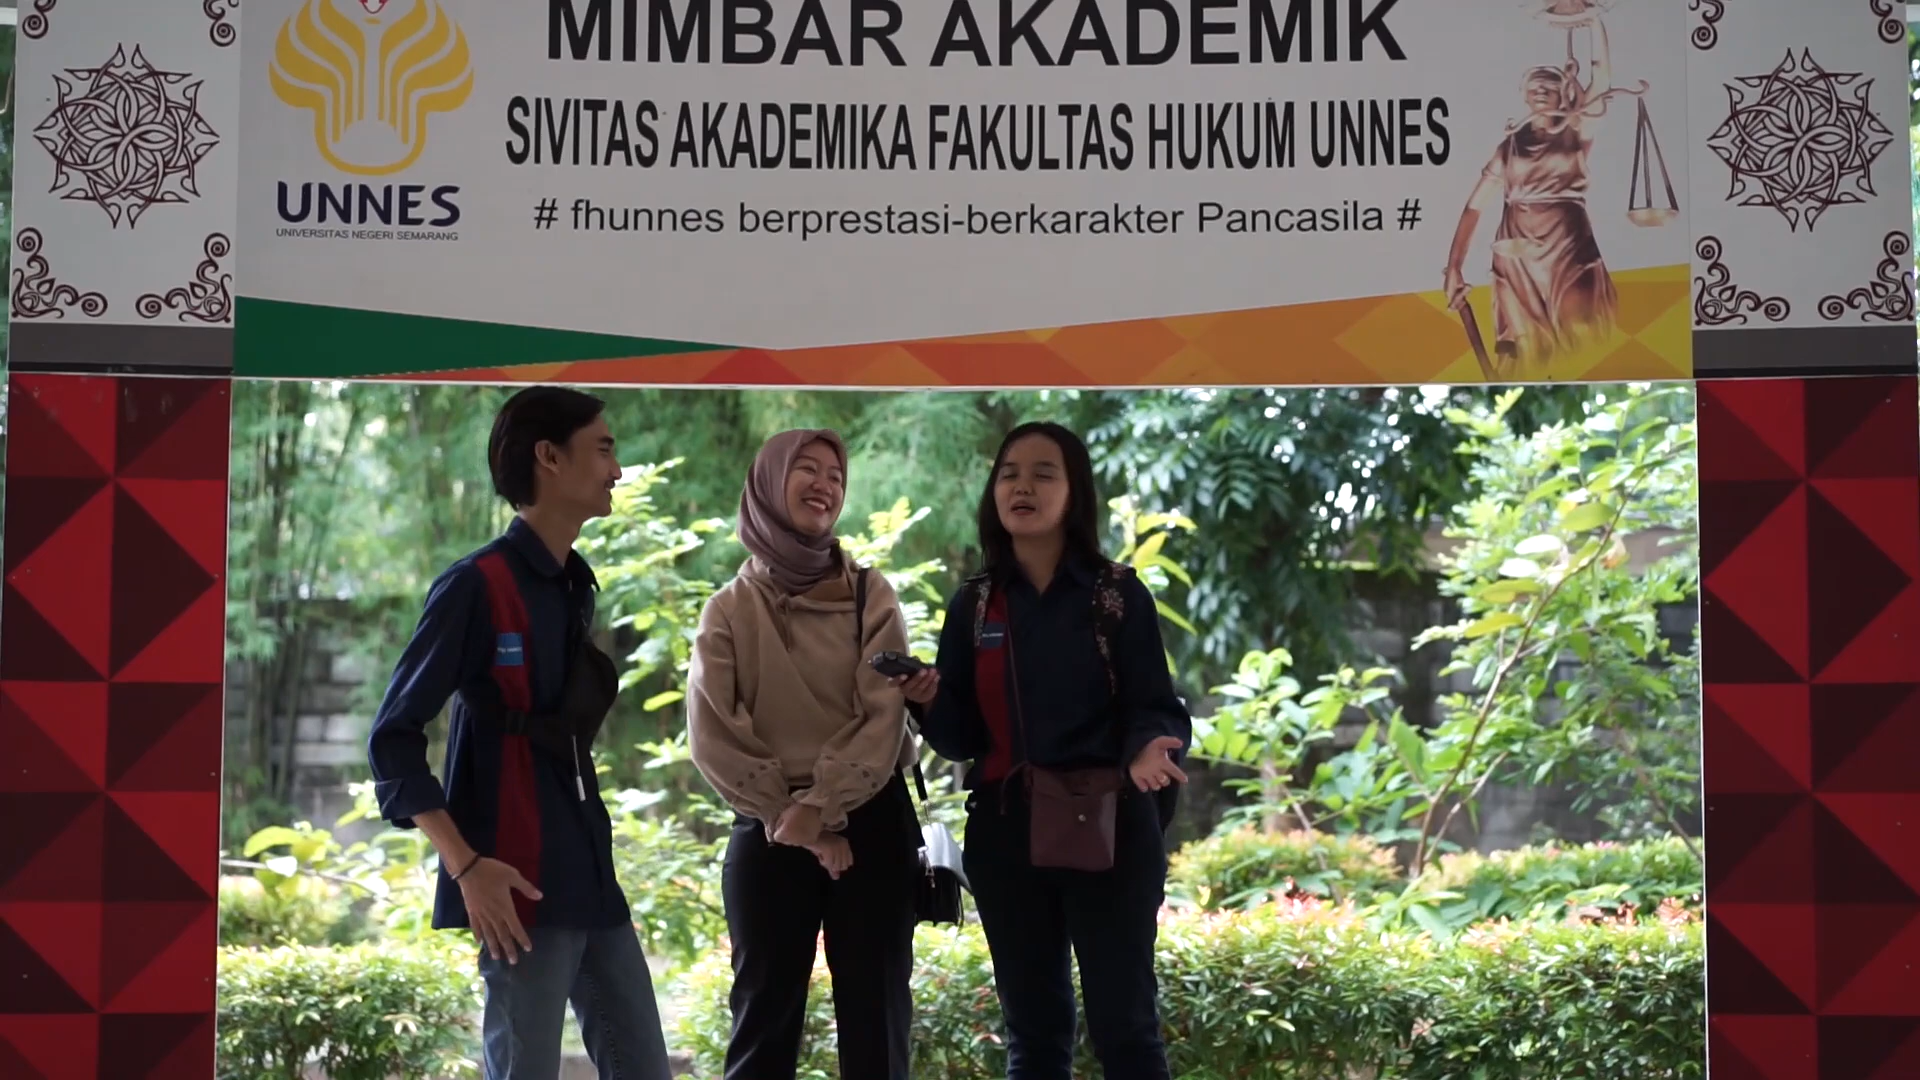 MIMBAR AKADEMIK
SIVITAS AKADEMIKA FAKULTAS HUKUM UNNES
# fhunnes berprestasi-berkarakter Pancasila #
UNNES
UNIVERSITAS NEGERI SEMARANG